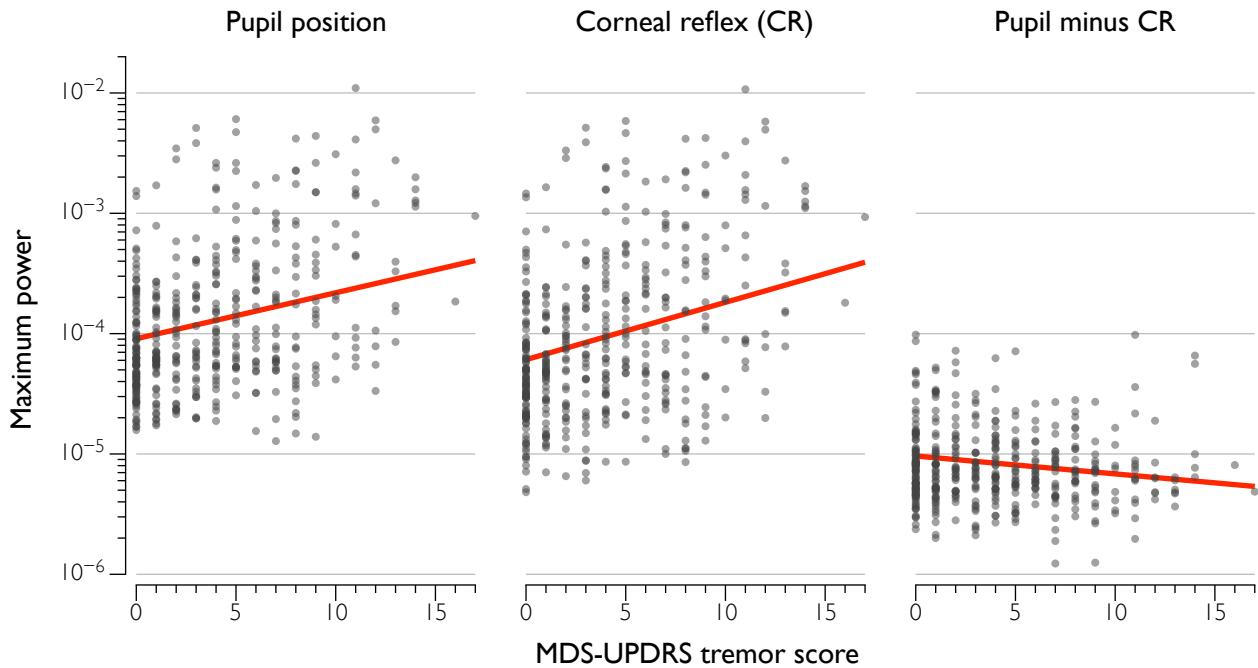 Pupil position
Corneal reflex (CR)
Pupil minus CR
Maximum power
10⁻²
10⁻³
10⁻⁴
10⁻⁵
10⁻⁶
0 5 10 15
0 5 10 15
0 5 10 15
MDS-UPDRS tremor score